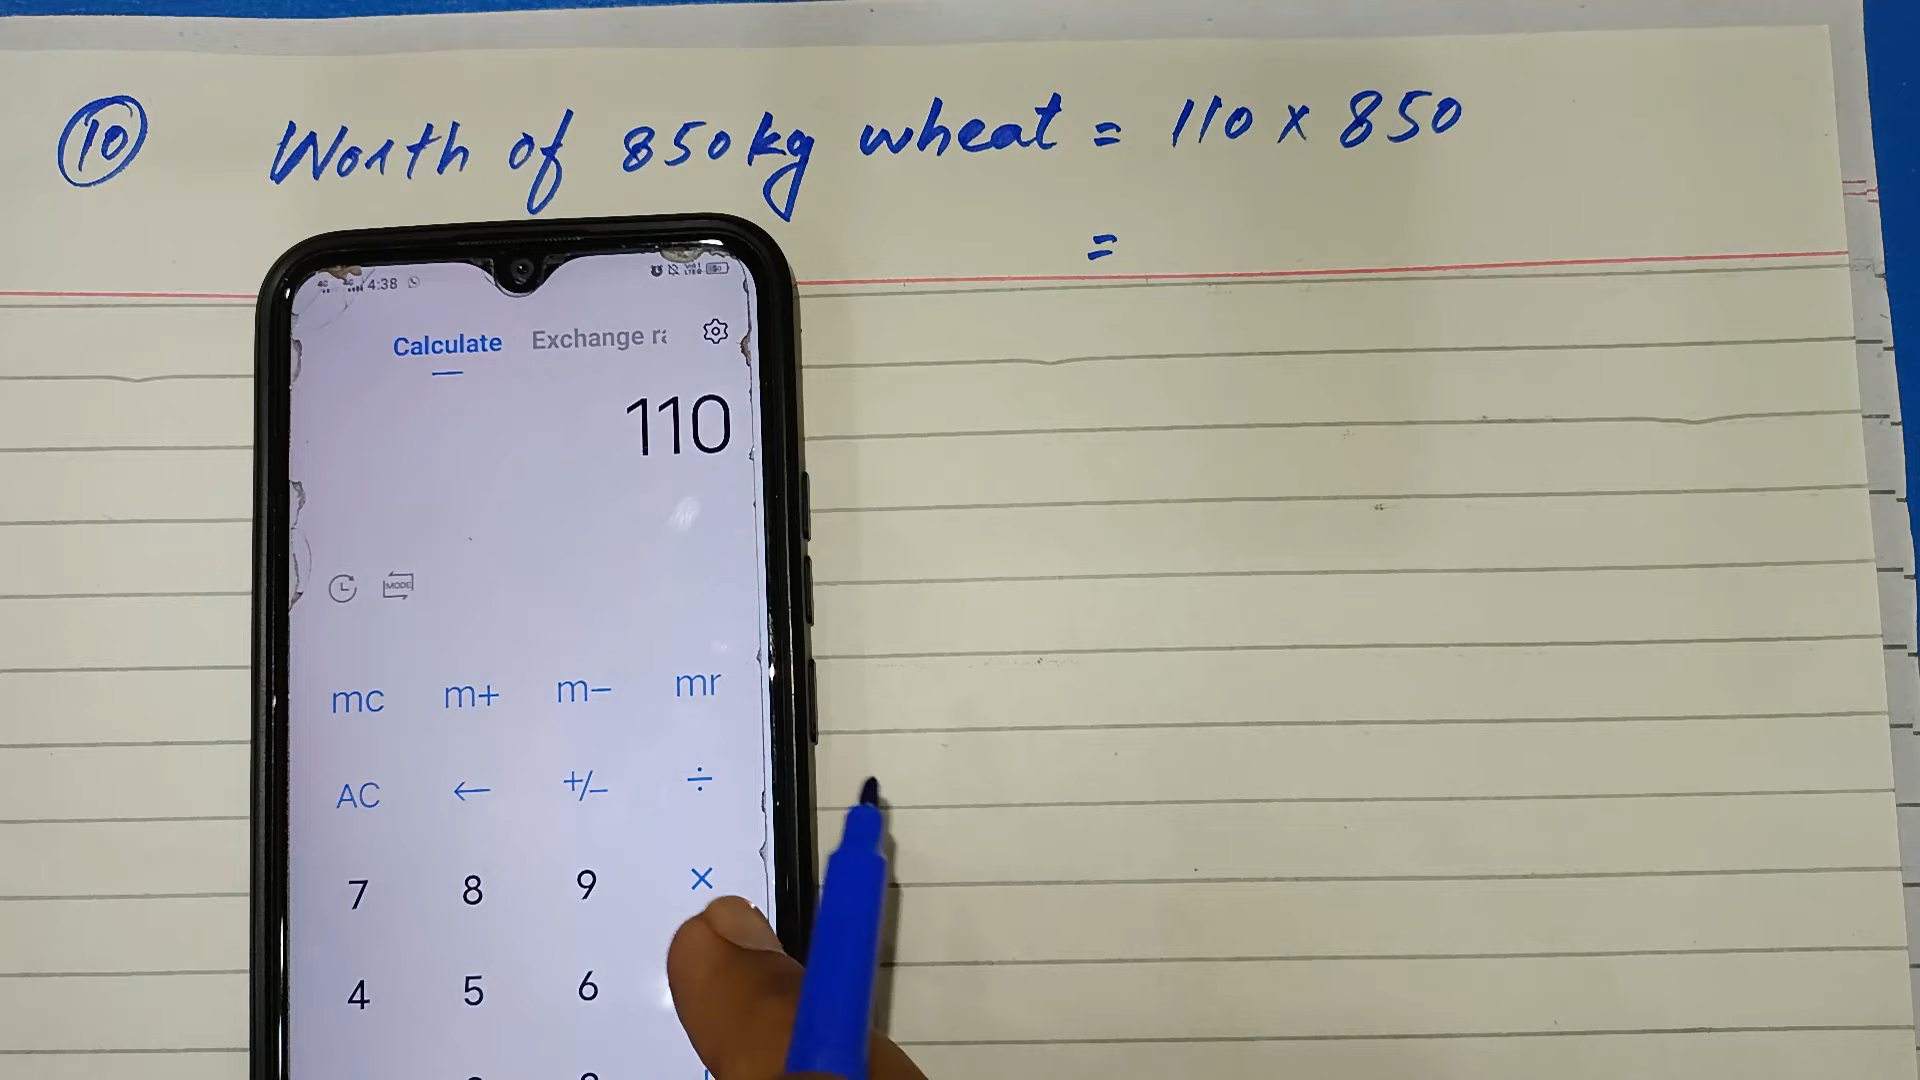 10 Worth of 850kg wheat = 110 × 850
=
4:38
Calculate Exchange
110
MODE
mc m+ m− mr
AC ← +/− ÷
7 8 9 ×
4 5 6